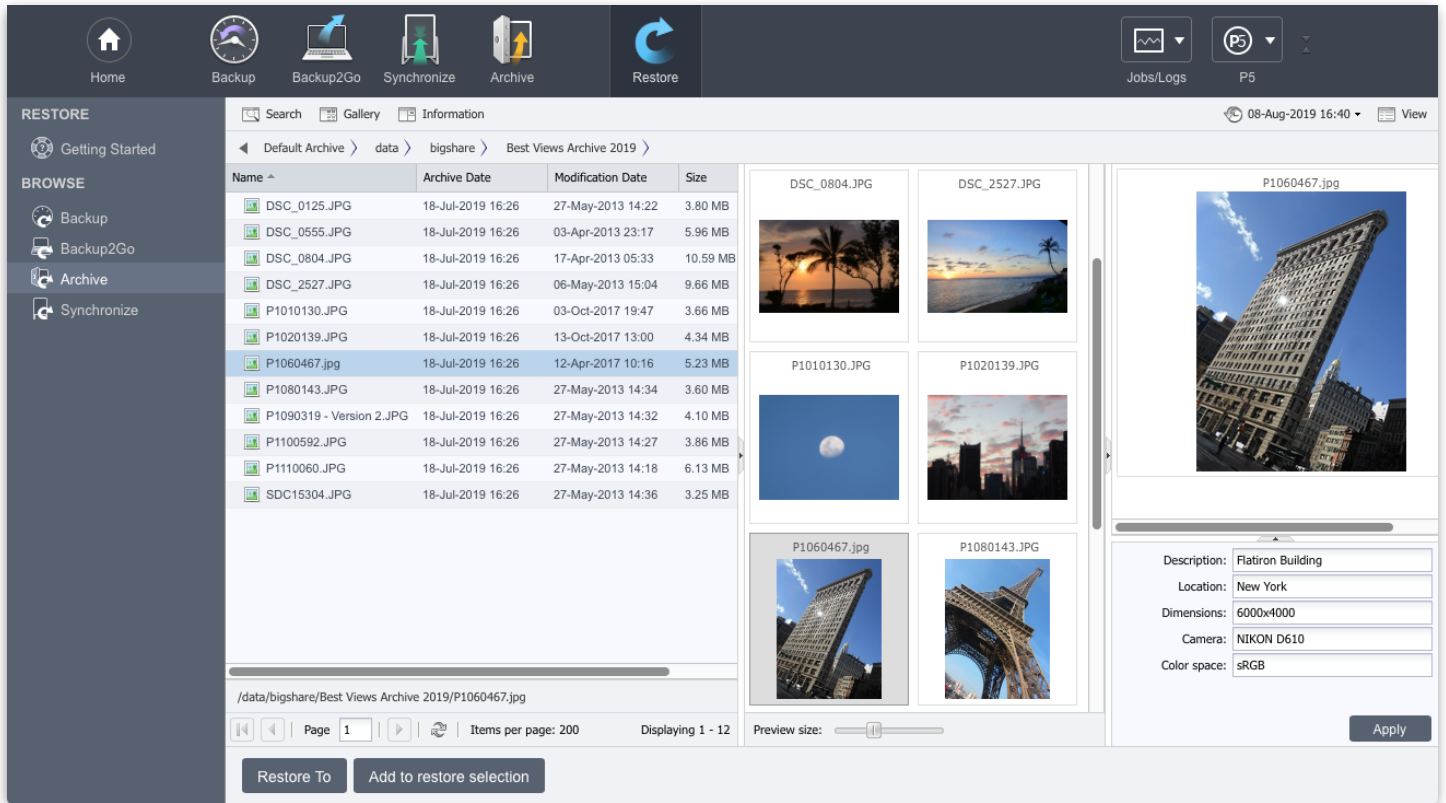 Home
Backup
Backup2Go
Synchronize
Archive
Restore
Jobs/Logs
P5
P5
RESTORE
Getting Started
BROWSE
Backup
Backup2Go
Archive
Synchronize
Search Gallery Information
08-Aug-2019 16:40 View
Default Archive data bigshare Best Views Archive 2019
Name Archive Date Modification Date Size
DSC_0125.JPG 18-Jul-2019 16:26 27-May-2013 14:22 3.80 MB
DSC_0555.JPG 18-Jul-2019 16:26 03-Apr-2013 23:17 5.96 MB
DSC_0804.JPG 18-Jul-2019 16:26 17-Apr-2013 05:33 10.59 MB
DSC_2527.JPG 18-Jul-2019 16:26 06-May-2013 15:04 9.66 MB
P1010130.JPG 18-Jul-2019 16:26 03-Oct-2017 19:47 3.66 MB
P1020139.JPG 18-Jul-2019 16:26 13-Oct-2017 13:00 4.34 MB
P1060467.jpg 18-Jul-2019 16:26 12-Apr-2017 10:16 5.23 MB
P1080143.JPG 18-Jul-2019 16:26 27-May-2013 14:34 3.60 MB
P1090319 - Version 2.JPG 18-Jul-2019 16:26 27-May-2013 14:32 4.10 MB
P1100592.JPG 18-Jul-2019 16:26 27-May-2013 14:27 3.86 MB
P1110060.JPG 18-Jul-2019 16:26 27-May-2013 14:18 6.13 MB
SDC15304.JPG 18-Jul-2019 16:26 27-May-2013 14:36 3.25 MB
/data/bigshare/Best Views Archive 2019/P1060467.jpg
Page 1 Items per page: 200 Displaying 1 - 12
DSC_0804.JPG DSC_2527.JPG
P1010130.JPG P1020139.JPG
P1060467.jpg P1080143.JPG
Preview size:
P1060467.jpg
Description: Flatiron Building
Location: New York
Dimensions: 6000x4000
Camera: NIKON D610
Color space: sRGB
Apply
Restore To Add to restore selection